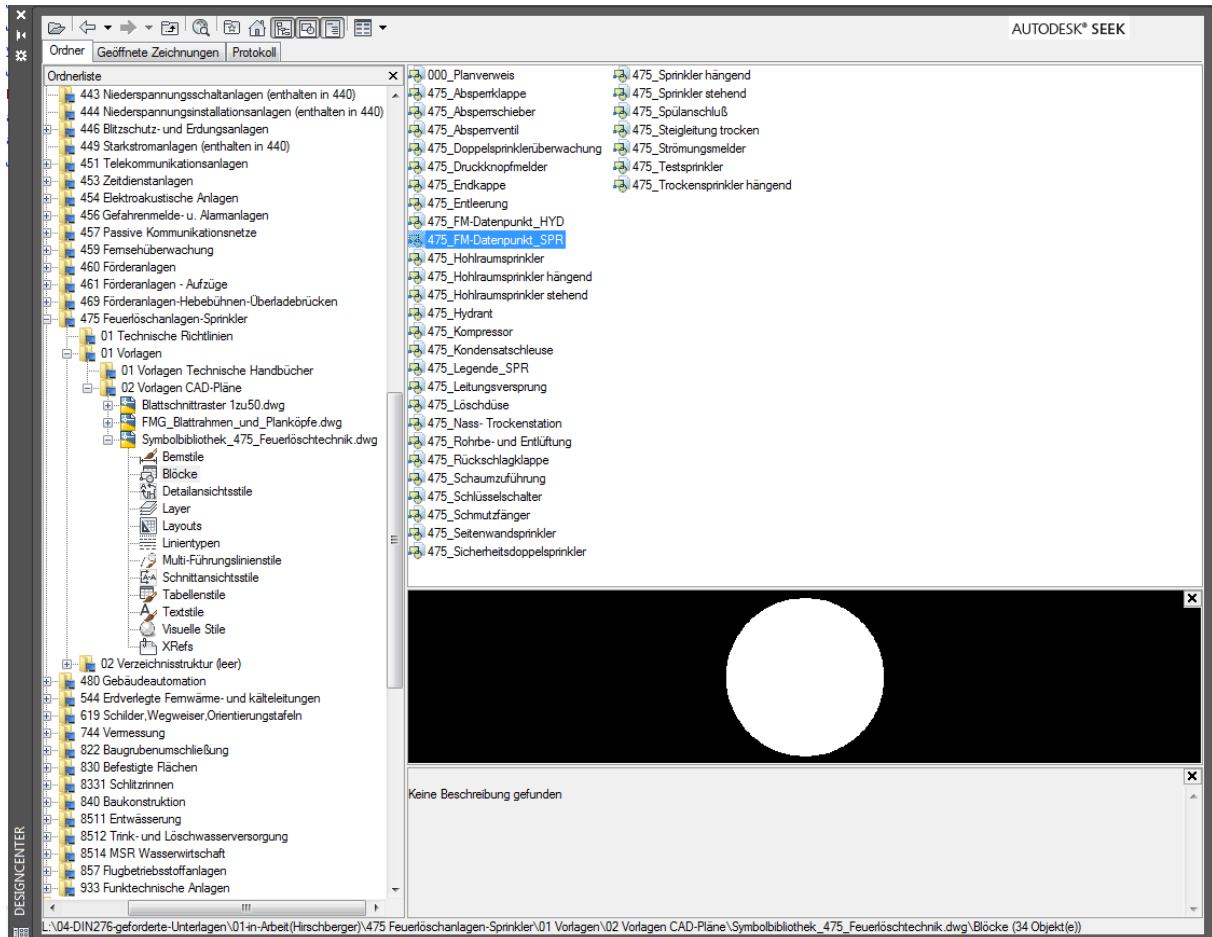 AUTODESK® SEEK
Ordner
Geöffnete Zeichnungen
Protokoll
Ordnerliste
443 Niederspannungsschaltanlagen (enthalten in 440)
444 Niederspannungsinstallationsanlagen (enthalten in 440)
446 Blitzschutz- und Erdungsanlagen
449 Starkstromanlagen (enthalten in 440)
451 Telekommunikationsanlagen
453 Zeitdienstanlagen
454 Elektroakustische Anlagen
456 Gefahrenmelde- u. Alarmanlagen
457 Passive Kommunikationsnetze
459 Fernsehüberwachung
460 Förderanlagen
461 Förderanlagen - Aufzüge
469 Förderanlagen-Hebebühnen-Überladebrücken
475 Feuerlöschanlagen-Sprinkler
01 Technische Richtlinien
01 Vorlagen
01 Vorlagen Technische Handbücher
02 Vorlagen CAD-Pläne
Blattschnittraster 1zu50.dwg
FMG_Blattrahmen_und_Planköpfe.dwg
Symbolbibliothek_475_Feuerlöschtechnik.dwg
Bemstile
Blöcke
Detailansichtsstile
Layer
Layouts
Linientypen
Multi-Führungslinienstile
Schnittansichtsstile
Tabellenstile
Textstile
Visuelle Stile
XRefs
02 Verzeichnisstruktur (leer)
480 Gebäudeautomation
544 Erdverlegte Fernwärme- und kälteleitungen
619 Schilder,Wegweiser,Orientierungstafeln
744 Vermessung
822 Baugrubenumschließung
830 Befestigte Flächen
8331 Schlitzrinnen
840 Baukonstruktion
8511 Entwässerung
8512 Trink- und Löschwasserversorgung
8514 MSR Wasserwirtschaft
857 Flugbetriebsstoffanlagen
933 Funktechnische Anlagen
000_Planverweis
475_Absperrklappe
475_Absperrschieber
475_Absperrventil
475_Doppelsprinklerüberwachung
475_Druckknopfmelder
475_Endkappe
475_Entleerung
475_FM-Datenpunkt_HYD
475_FM-Datenpunkt_SPR
475_Hohlraumsprinkler
475_Hohlraumsprinkler hängend
475_Hohlraumsprinkler stehend
475_Hydrant
475_Kompressor
475_Kondensatschleuse
475_Legende_SPR
475_Leitungsversprung
475_Löschdüse
475_Nass- Trockenstation
475_Rohrbe- und Entlüftung
475_Rückschlagklappe
475_Schaumzuführung
475_Schlüsselschalter
475_Schmutzfänger
475_Seitenwandsprinkler
475_Sicherheitsdoppelsprinkler
475_Sprinkler hängend
475_Sprinkler stehend
475_Spülanschluß
475_Steigleitung trocken
475_Strömungsmelder
475_Testsprinkler
475_Trockensprinkler hängend
Keine Beschreibung gefunden
DESIGNCENTER
L:\04-DIN276-geforderte-Unterlagen\01-in-Arbeit(Hirschberger)\475 Feuerlöschanlagen-Sprinkler\01 Vorlagen\02 Vorlagen CAD-Pläne\Symbolbibliothek_475_Feuerlöschtechnik.dwg\Blöcke (34 Objekt(e))